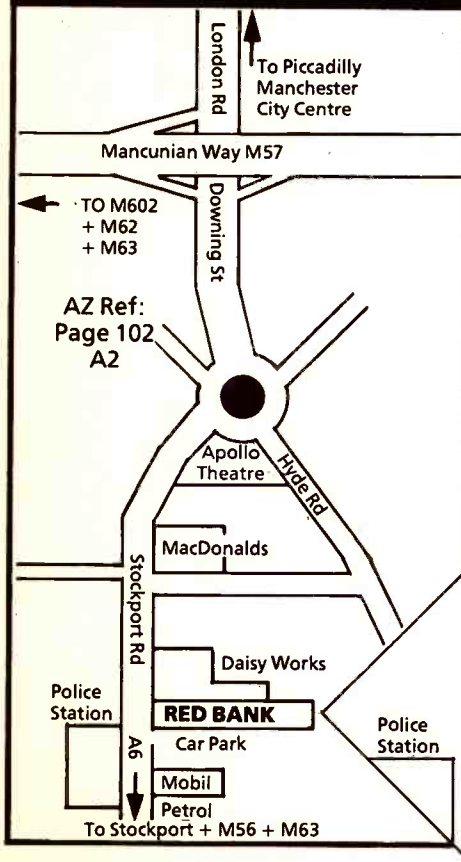 London Rd
To Piccadilly
Manchester
City Centre
Mancunian Way M57
TO M602
+ M62
+ M63
Downing St
AZ Ref:
Page 102
A2
Apollo
Theatre
Hyde Rd
MacDonalds
Stockport Rd
Daisy Works
Police
Station
RED BANK
Car Park
Police
Station
A6
Mobil
Petrol
To Stockport + M56 + M63